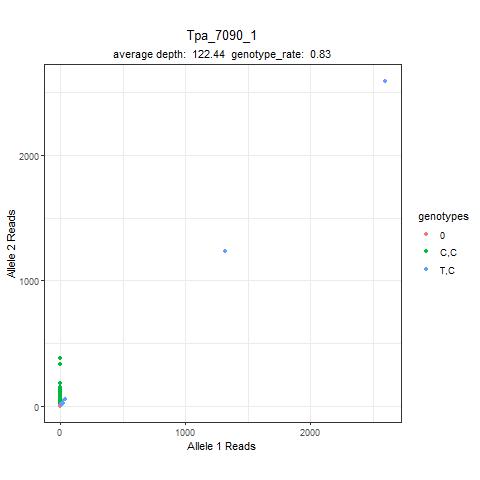 Tpa_7090_1
average depth:  122.44  genotype_rate:  0.83
2000
1000
0
Allele 2 Reads
0
1000
2000
Allele 1 Reads
genotypes
0
C,C
T,C